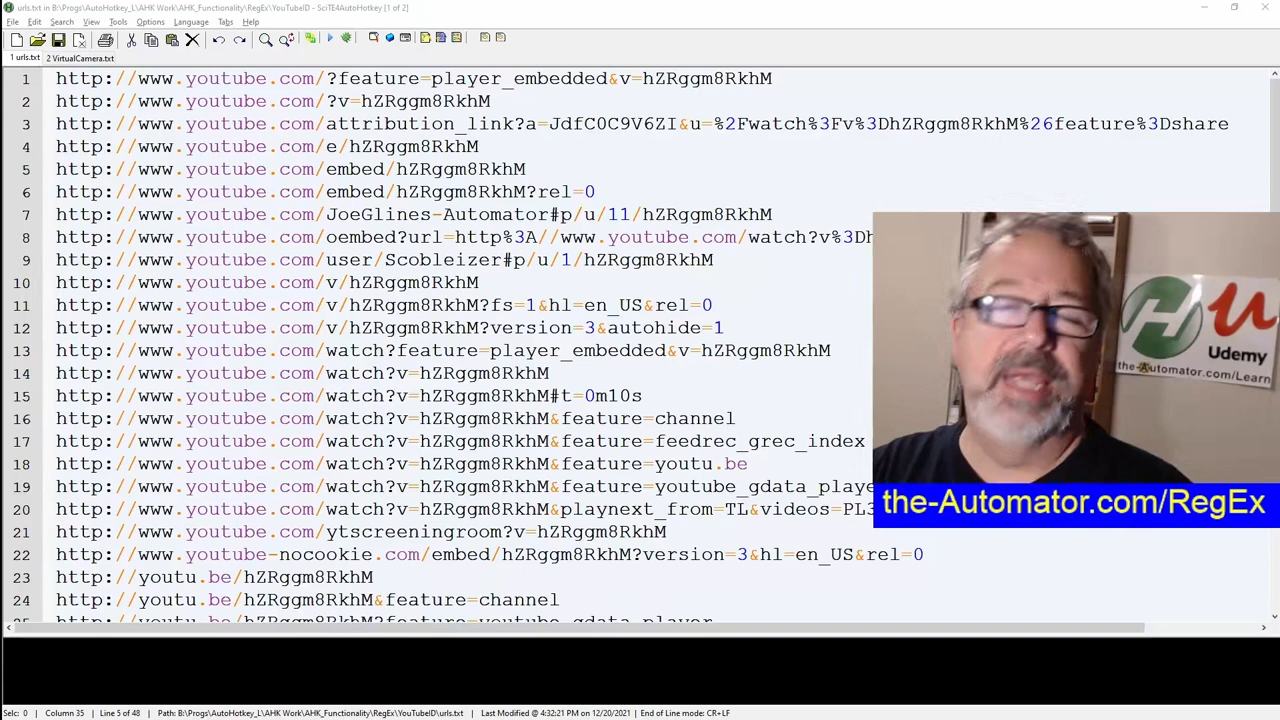 urls.txt in B:\Progs\AutoHotkey_L\AHK Work\AHK_Functionality\RegEx\YouTubeID - SciTE4AutoHotkey [1 of 2]
File Edit Search View Tools Options Language Tabs Help
1 urls.txt 2 VirtualCamera.txt
1 http://www.youtube.com/?feature=player_embedded&v=hZRggm8RkhM
2 http://www.youtube.com/?v=hZRggm8RkhM
3 http://www.youtube.com/attribution_link?a=JdfC0C9V6ZI&u=%2Fwatch%3Fv%3DhZRggm8RkhM%26feature%3Dshare
4 http://www.youtube.com/e/hZRggm8RkhM
5 http://www.youtube.com/embed/hZRggm8RkhM
6 http://www.youtube.com/embed/hZRggm8RkhM?rel=0
7 http://www.youtube.com/JoeGlines-Automator#p/u/11/hZRggm8RkhM
8 http://www.youtube.com/oembed?url=http%3A//www.youtube.com/watch?v%3Dh
9 http://www.youtube.com/user/Scobleizer#p/u/1/hZRggm8RkhM
10 http://www.youtube.com/v/hZRggm8RkhM
11 http://www.youtube.com/v/hZRggm8RkhM?fs=1&hl=en_US&rel=0
12 http://www.youtube.com/v/hZRggm8RkhM?version=3&autohide=1
13 http://www.youtube.com/watch?feature=player_embedded&v=hZRggm8RkhM
14 http://www.youtube.com/watch?v=hZRggm8RkhM
15 http://www.youtube.com/watch?v=hZRggm8RkhM#t=0m10s
16 http://www.youtube.com/watch?v=hZRggm8RkhM&feature=channel
17 http://www.youtube.com/watch?v=hZRggm8RkhM&feature=feedrec_grec_index
18 http://www.youtube.com/watch?v=hZRggm8RkhM&feature=youtu.be
19 http://www.youtube.com/watch?v=hZRggm8RkhM&feature=youtube_gdata_playe
20 http://www.youtube.com/watch?v=hZRggm8RkhM&playnext_from=TL&videos=PL3
21 http://www.youtube.com/ytscreeningroom?v=hZRggm8RkhM
22 http://www.youtube-nocookie.com/embed/hZRggm8RkhM?version=3&hl=en_US&rel=0
23 http://youtu.be/hZRggm8RkhM
24 http://youtu.be/hZRggm8RkhM&feature=channel
25 http://youtu.be/hZRggm8RkhM?feature=youtube_gdata_player
H u
Udemy
the-Automator.com/Learn
the-Automator.com/RegEx
Selc: 0 Column 35 Line 5 of 48 Path: B:\Progs\AutoHotkey_L\AHK Work\AHK_Functionality\RegEx\YouTubeID\urls.txt Last Modified @ 4:32:21 PM on 12/20/2021 End of Line mode: CR+LF